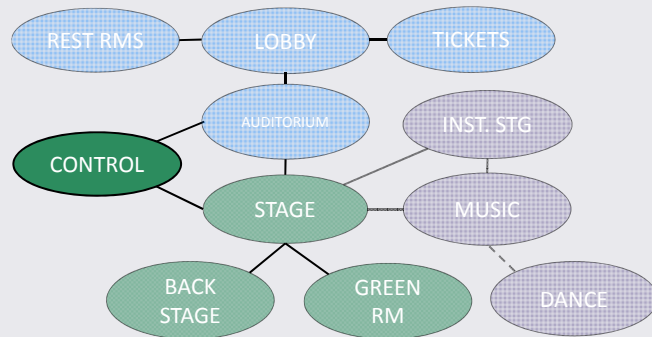 REST RMS
LOBBY
TICKETS
AUDITORIUM
INST. STG
CONTROL
STAGE
MUSIC
BACK
STAGE
GREEN
RM
DANCE